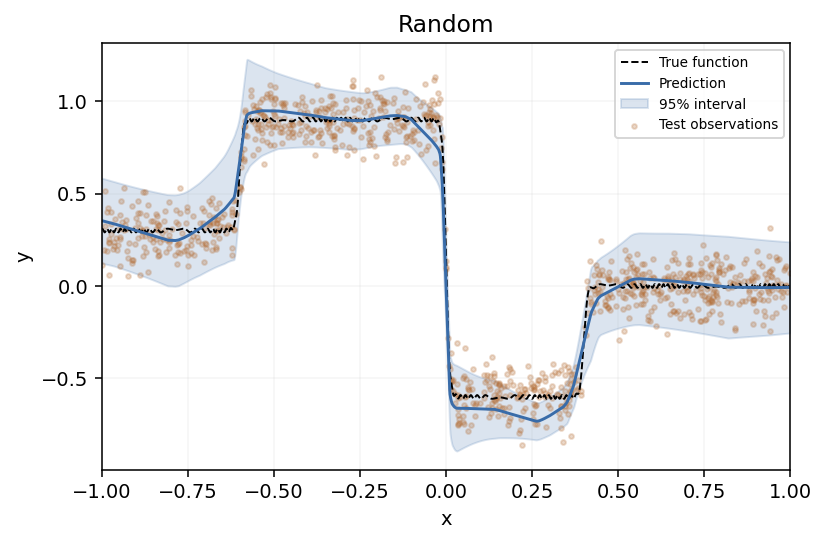 Random
True function
Prediction
95% interval
Test observations
1.0
0.5
0.0
−0.5
y
−1.00 −0.75 −0.50 −0.25 0.00 0.25 0.50 0.75 1.00
x